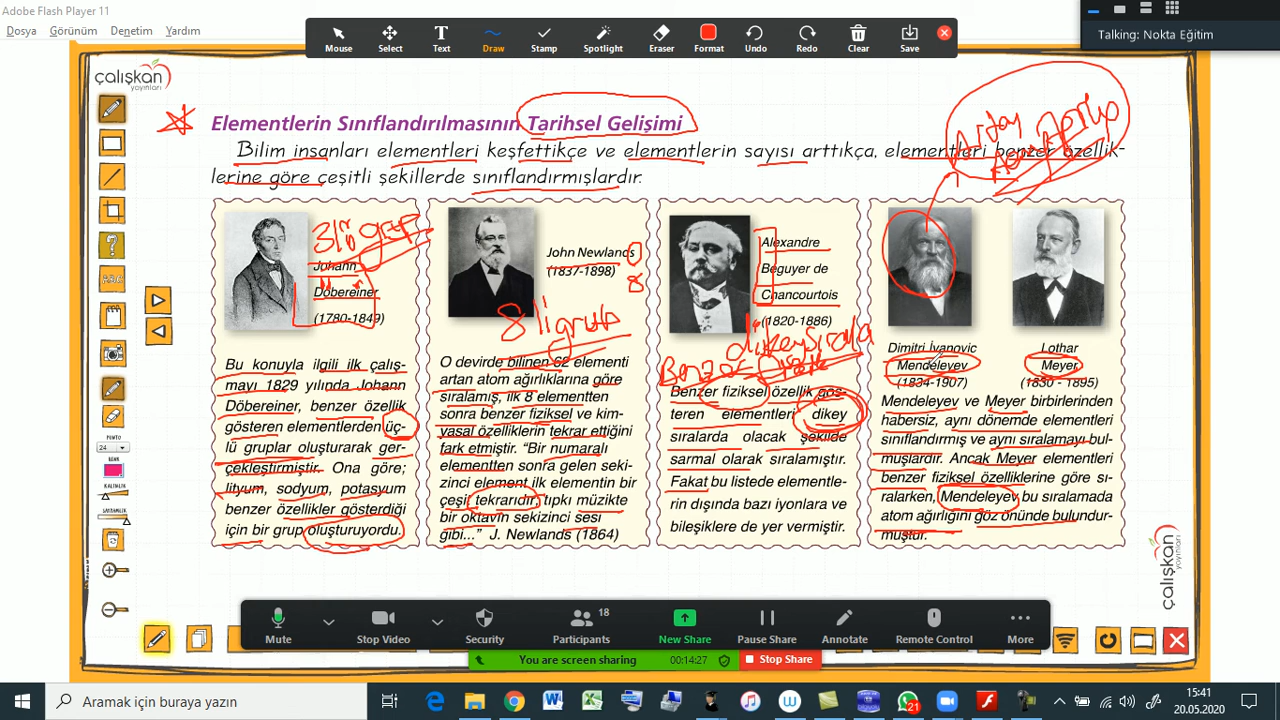 Adobe Flash Player 11
Dosya Görünüm Denetim Yardım
Mouse Select Text Draw Stamp Spotlight Eraser Format Undo Redo Clear Save
Talking: Nokta Eğitim
çalışkan
yayınları
Elementlerin Sınıflandırılmasının Tarihsel Gelişimi
Bilim insanları elementleri keşfettikçe ve elementlerin sayısı arttıkça, elementleri benzer özellik-
lerine göre çeşitli şekillerde sınıflandırmışlardır.
3lü grup
Johann
Döbereiner
(1780-1849)
Bu konuyla ilgili ilk çalış-
mayı 1829 yılında Johann
Döbereiner, benzer özellik
gösteren elementlerden üç-
lü gruplar oluşturarak ger-
çekleştirmiştir. Ona göre;
lityum, sodyum, potasyum
benzer özellikler gösterdiği
için bir grup oluşturuyordu.
John Newlands
(1837-1898)
8
8 li grup
O devirde bilinen 62 elementi
artan atom ağırlıklarına göre
sıralamış, ilk 8 elementten
sonra benzer fiziksel ve kim-
yasal özelliklerin tekrar ettiğini
fark etmiştir. “Bir numaralı
elementten sonra gelen seki-
zinci element ilk elementin bir
çeşit tekrarıdır, tıpkı müzikte
bir oktavın sekizinci sesi
gibi...” J. Newlands (1864)
Alexandre
Beguyer de
Chancourtois
(1820-1886)
dikey sırala
Benzer
Benzer fiziksel özellik gös-
teren elementleri dikey
sıralarda olacak şekilde
sarmal olarak sıralamıştır.
Fakat bu listede elementle-
rin dışında bazı iyonlara ve
bileşiklere de yer vermiştir.
Artan
Dimitri İvanovic
Mendeleyev
(1834-1907)
Lothar
Meyer
(1830 - 1895)
Mendeleyev ve Meyer birbirlerinden
habersiz, aynı dönemde elementleri
sınıflandırmış ve aynı sıralamayı bul-
muşlardır. Ancak Meyer elementleri
benzer fiziksel özelliklerine göre sı-
ralarken, Mendeleyev bu sıralamada
atom ağırlığını göz önünde bulundur-
muştur.
çalışkan
yayınları
PUNTO
24
KALINLIK
Mute Stop Video Security Participants 18 New Share Pause Share Annotate Remote Control More
You are screen sharing 00:14:27 Stop Share
Aramak için buraya yazın
21
15:41
20.05.2020